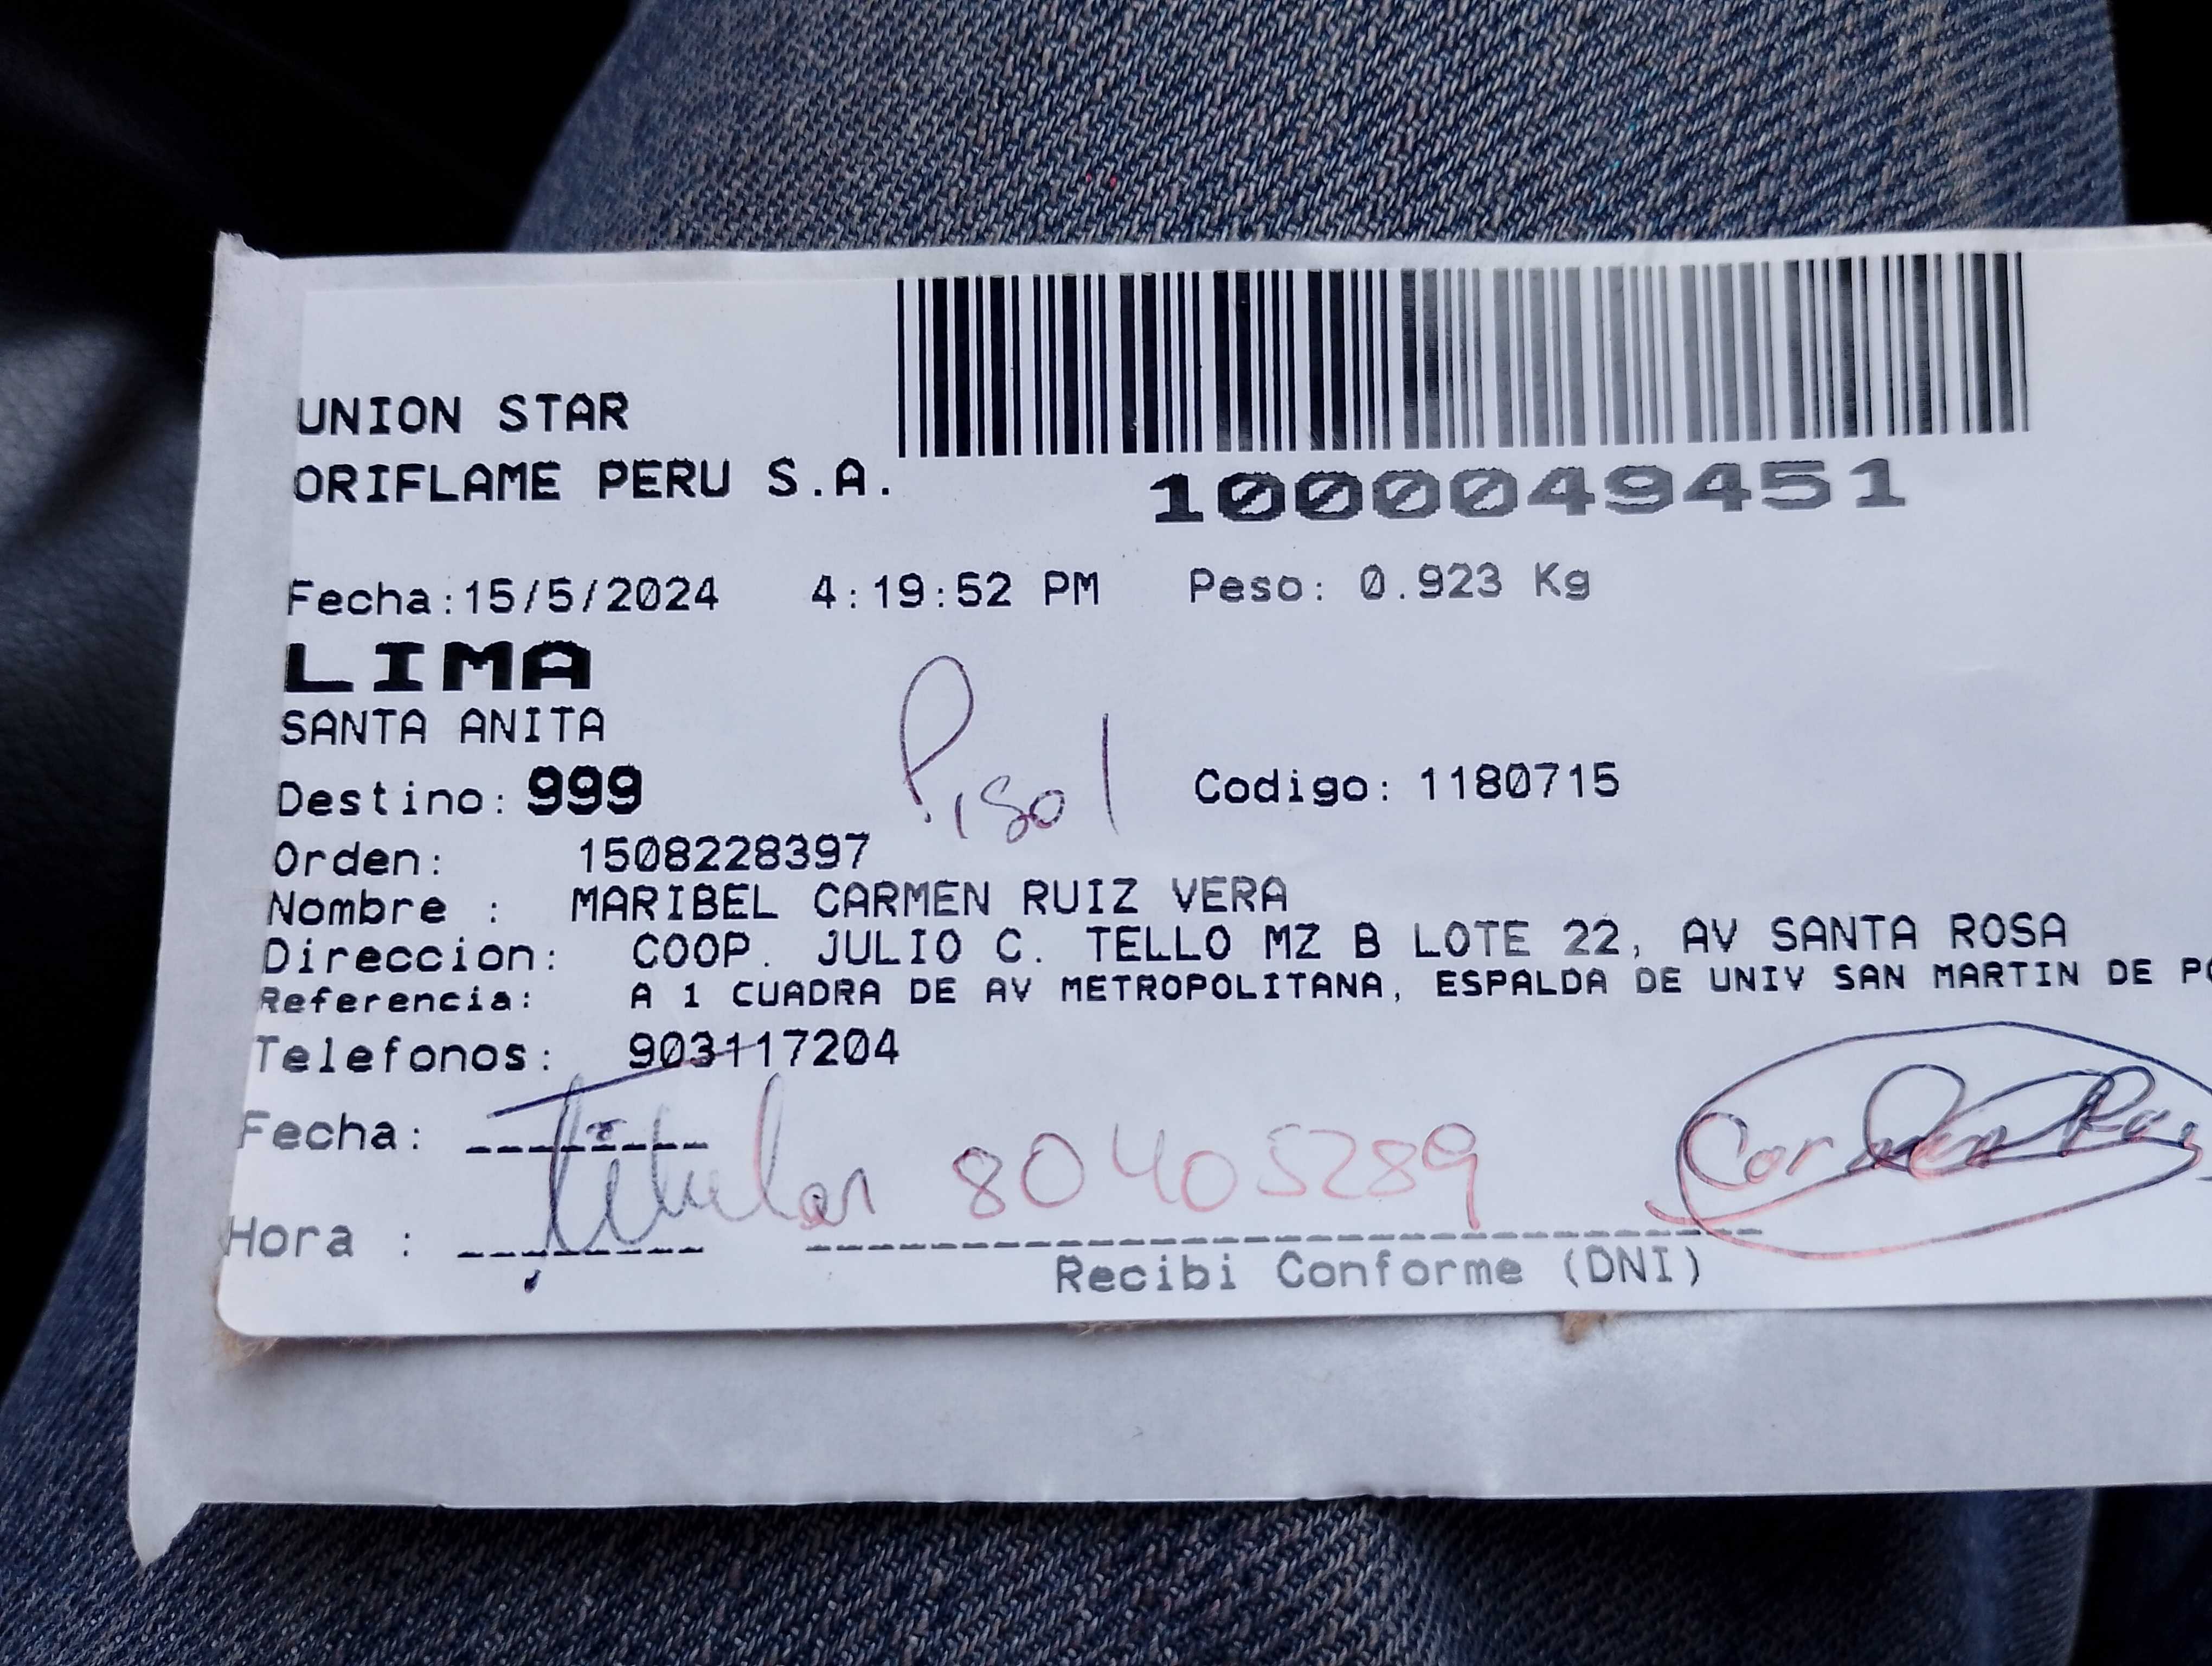 UNION STAR
ORIFLAME PERU S.A.
1000049451
Fecha:15/5/2024 4:19:52 PM Peso: 0.923 Kg
LIMA
SANTA ANITA
Piso 1
Destino: 999 Codigo: 1180715
Orden: 1508228397
Nombre : MARIBEL CARMEN RUIZ VERA
Direccion: COOP. JULIO C. TELLO MZ B LOTE 22, AV SANTA ROSA
Referencia: A 1 CUADRA DE AV METROPOLITANA, ESPALDA DE UNIV SAN MARTIN DE PO
Telefonos: 903117204
Fecha:
Titular 80405289 Carmen
Hora :
Recibi Conforme (DNI)